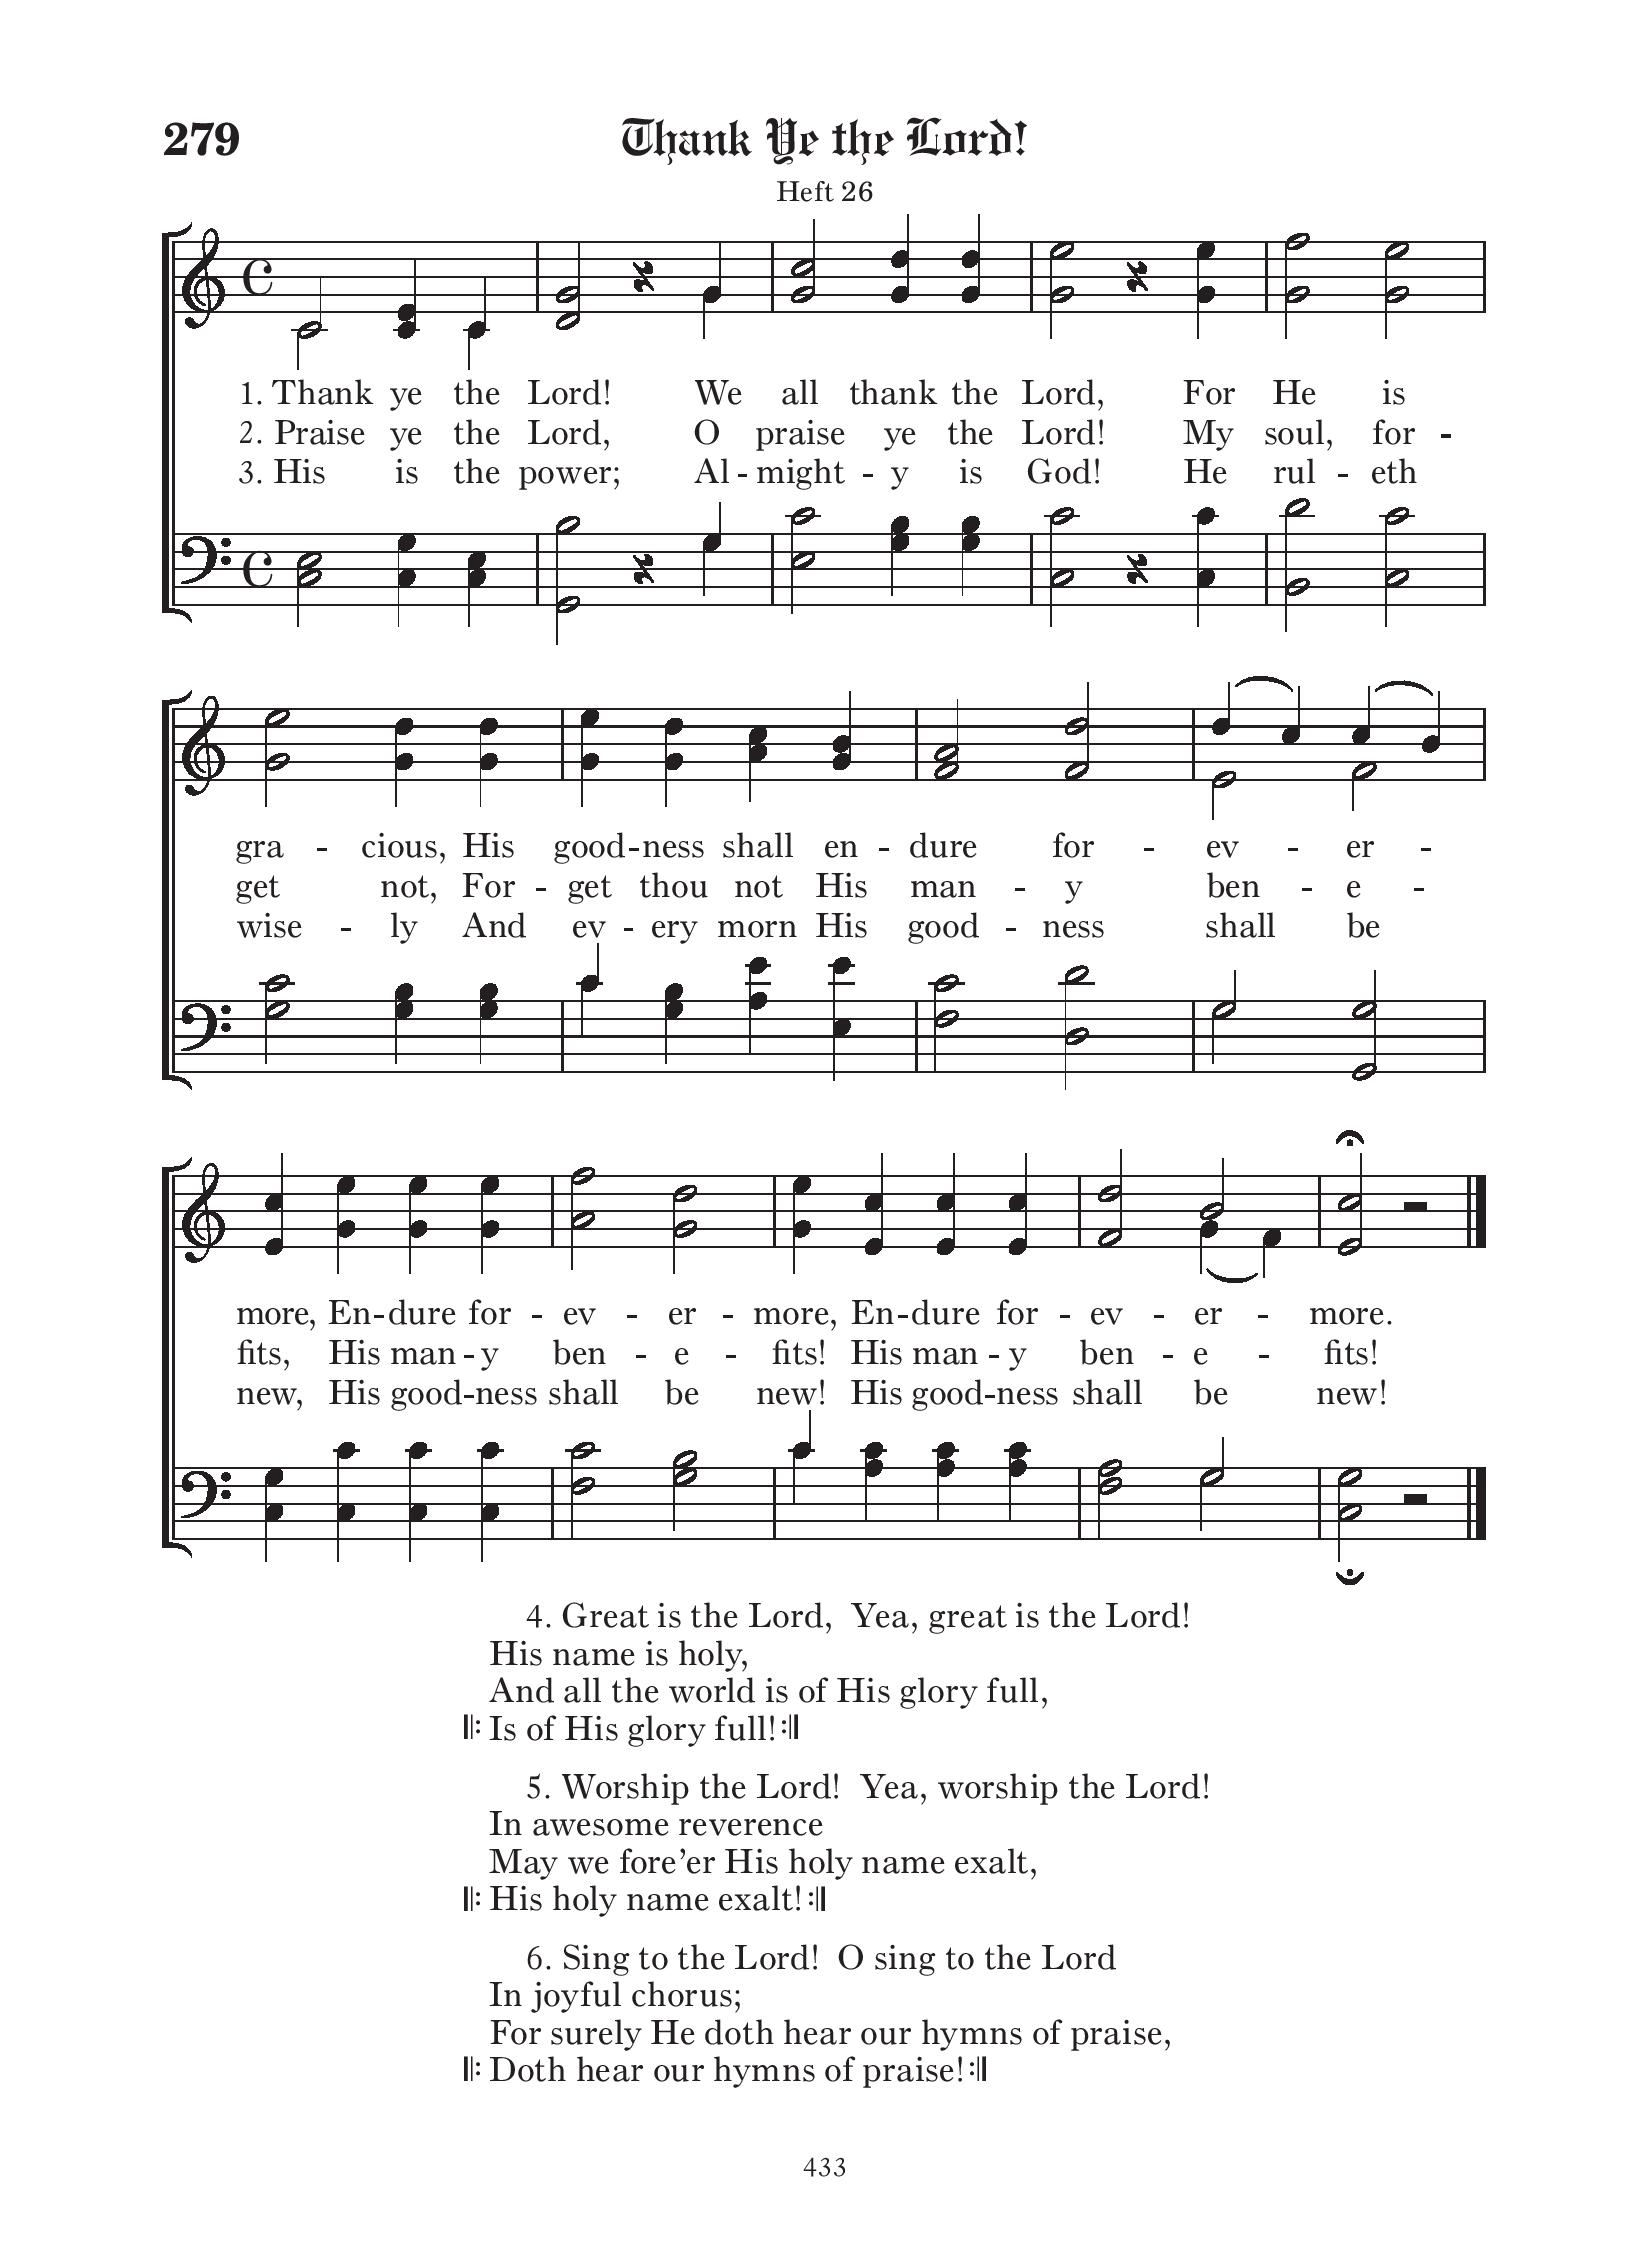 279
Thank Ye the Lord!
Heft 26
1. Thank ye the Lord! We all thank the Lord, For He is
2. Praise ye the Lord, O praise ye the Lord! My soul, for -
3. His is the power; Al - might - y is God! He rul - eth
gra - cious, His good - ness shall en - dure for - ev - er -
get not, For - get thou not His man - y ben - e -
wise - ly And ev - ery morn His good - ness shall be
more, En - dure for - ev - er - more, En - dure for - ev - er - more.
fits, His man - y ben - e - fits! His man - y ben - e - fits!
new, His good - ness shall be new! His good - ness shall be new!
4. Great is the Lord, Yea, great is the Lord!
His name is holy,
And all the world is of His glory full,
𝄆 Is of His glory full! 𝄇
5. Worship the Lord! Yea, worship the Lord!
In awesome reverence
May we fore’er His holy name exalt,
𝄆 His holy name exalt! 𝄇
6. Sing to the Lord! O sing to the Lord
In joyful chorus;
For surely He doth hear our hymns of praise,
𝄆 Doth hear our hymns of praise! 𝄇
433